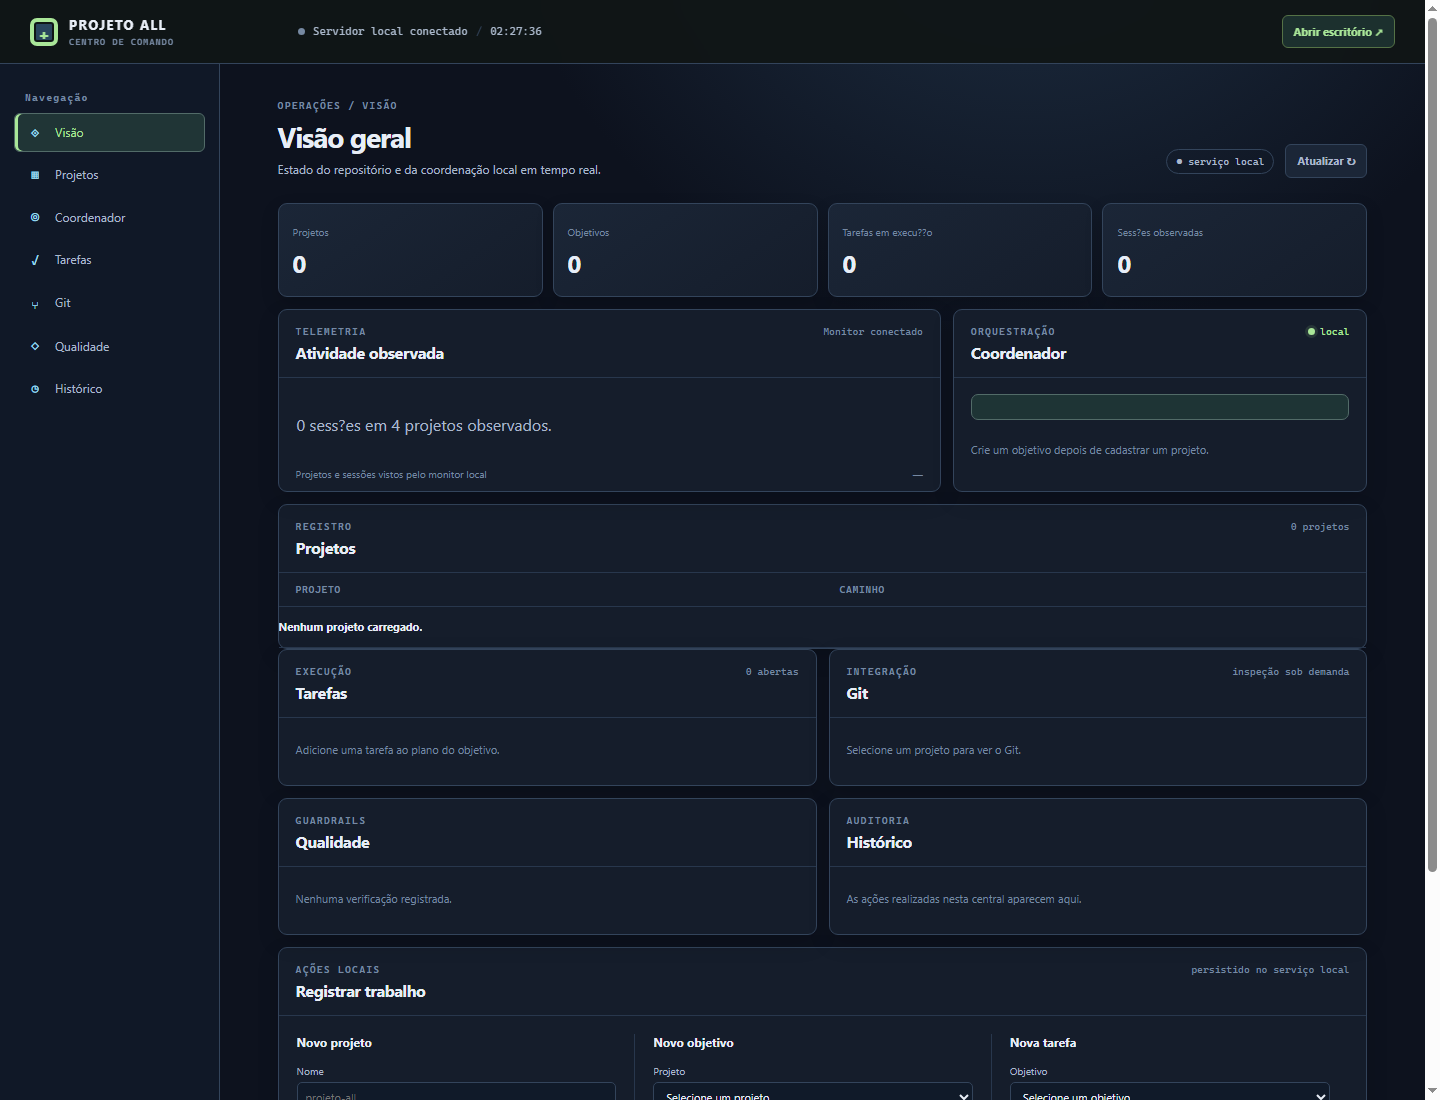 PROJETO ALL
CENTRO DE COMANDO
Servidor local conectado / 02:27:36
Abrir escritório ↗
Navegação
Visão
Projetos
Coordenador
Tarefas
Git
Qualidade
Histórico
OPERAÇÕES / VISÃO
Visão geral
Estado do repositório e da coordenação local em tempo real.
serviço local
Atualizar ↻
Projetos
0
Objetivos
0
Tarefas em execu??o
0
Sess?es observadas
0
TELEMETRIA
Monitor conectado
Atividade observada
0 sess?es em 4 projetos observados.
Projetos e sessões vistos pelo monitor local
—
ORQUESTRAÇÃO
local
Coordenador
Crie um objetivo depois de cadastrar um projeto.
REGISTRO
0 projetos
Projetos
PROJETO
CAMINHO
Nenhum projeto carregado.
EXECUÇÃO
0 abertas
Tarefas
Adicione uma tarefa ao plano do objetivo.
INTEGRAÇÃO
inspeção sob demanda
Git
Selecione um projeto para ver o Git.
GUARDRAILS
Qualidade
Nenhuma verificação registrada.
AUDITORIA
Histórico
As ações realizadas nesta central aparecem aqui.
AÇÕES LOCAIS
persistido no serviço local
Registrar trabalho
Novo projeto
Nome
projeto-all
Novo objetivo
Projeto
Selecione um projeto
Nova tarefa
Objetivo
Selecione um objetivo